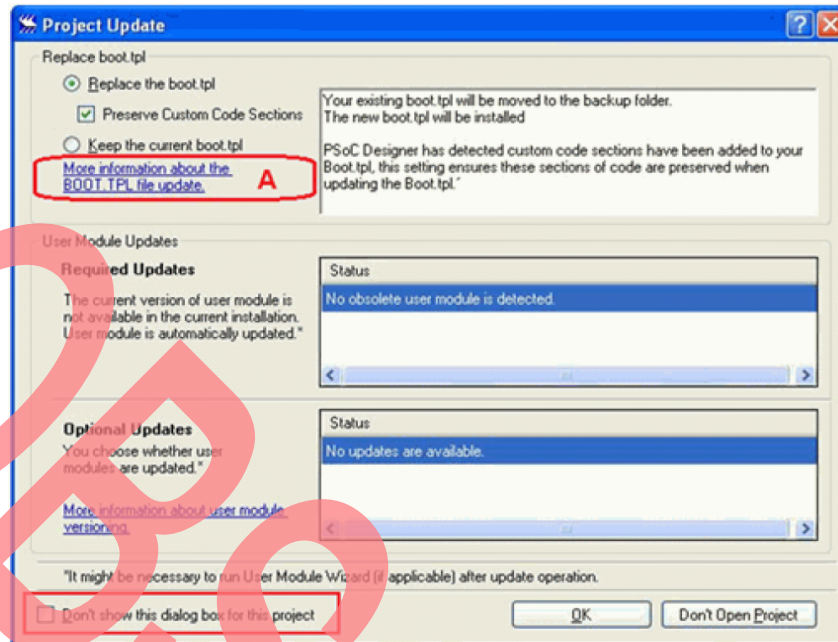 Project Update
Replace boot.tpl
Replace the boot.tpl
Preserve Custom Code Sections
Keep the current boot.tpl
More information about the
BOOT.TPL file update.
A
Your existing boot.tpl will be moved to the backup folder.
The new boot.tpl will be installed
PSoC Designer has detected custom code sections have been added to your
Boot.tpl, this setting ensures these sections of code are preserved when
updating the Boot.tpl.´
User Module Updates
Required Updates
The current version of user module is
not available in the current installation.
User module is automatically updated.*
Status
No obsolete user module is detected.
Optional Updates
You choose whether user
modules are updated.*
More information about user module
versioning.
Status
No updates are available.
"It might be necessary to run User Module Wizard (if applicable) after update operation.
Don't show this dialog box for this project
OK
Don't Open Project